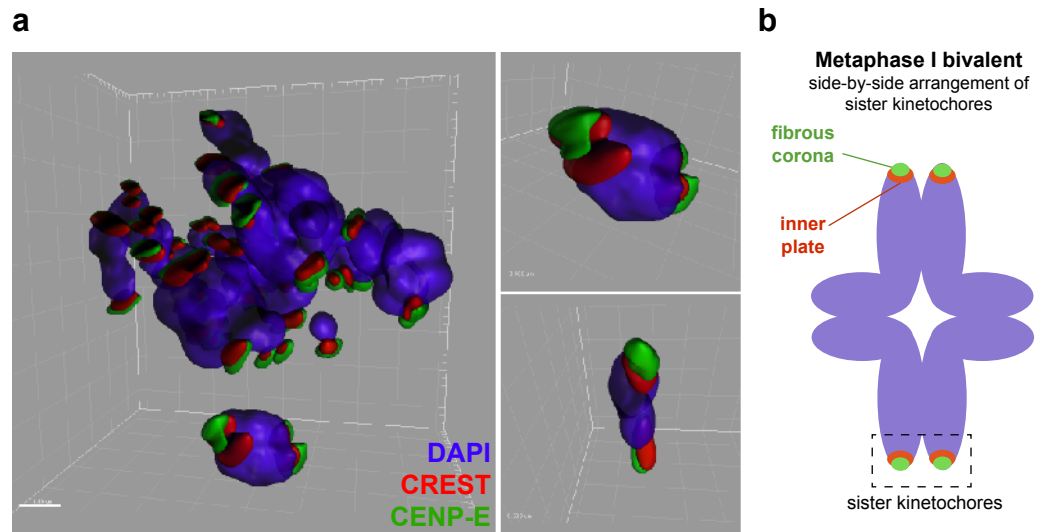 a
DAPI
CREST
CENP-E
b
Metaphase I bivalent
side-by-side arrangement of
sister kinetochores
fibrous
corona
inner
plate
sister kinetochores